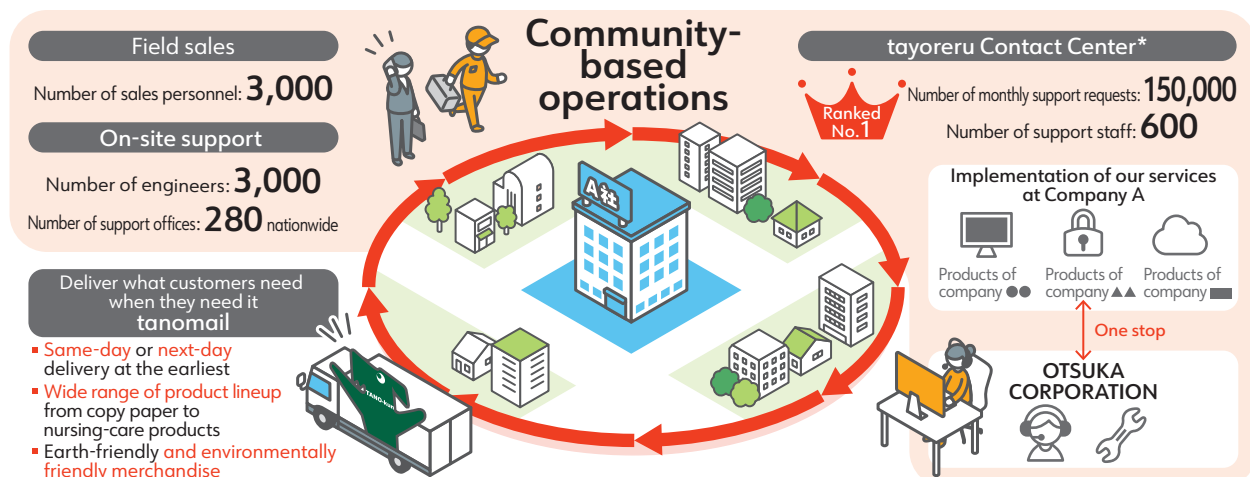 Field sales
Number of sales personnel: 3,000
On-site support
Number of engineers: 3,000
Number of support offices: 280 nationwide
Deliver what customers need
when they need it
tanomail
Same-day or next-day
delivery at the earliest
Wide range of product lineup
from copy paper to
nursing-care products
Earth-friendly and environmentally
friendly merchandise
TANO-kun
Community-
based
operations
A社
tayoreru Contact Center*
Ranked
No.1
Number of monthly support requests: 150,000
Number of support staff: 600
Implementation of our services
at Company A
Products of
company ●●
Products of
company ▲▲
Products of
company ■
One stop
OTSUKA
CORPORATION